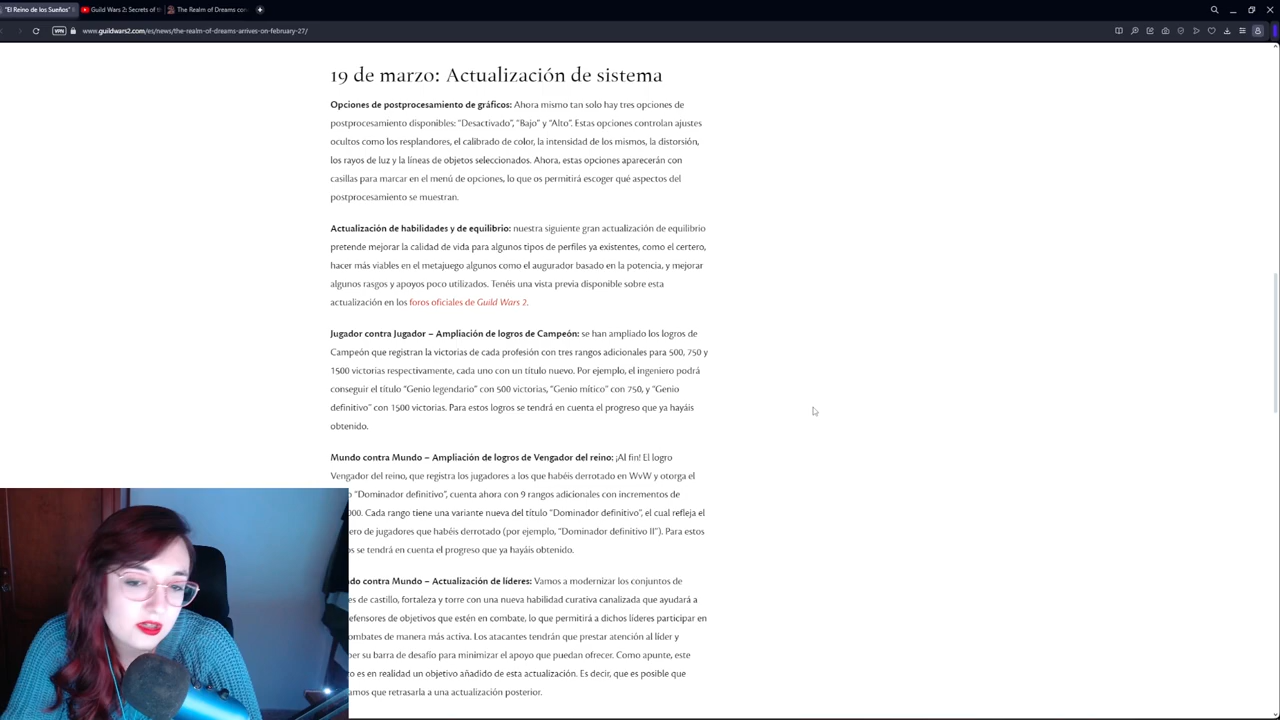 "El Reino de los Sueños"
Guild Wars 2: Secrets of t
The Realm of Dreams con
VPN
www.guildwars2.com/es/news/the-realm-of-dreams-arrives-on-february-27/
19 de marzo: Actualización de sistema
Opciones de postprocesamiento de gráficos: Ahora mismo tan solo hay tres opciones de
postprocesamiento disponibles: “Desactivado”, “Bajo” y “Alto”. Estas opciones controlan ajustes
ocultos como los resplandores, el calibrado de color, la intensidad de los mismos, la distorsión,
los rayos de luz y la líneas de objetos seleccionados. Ahora, estas opciones aparecerán con
casillas para marcar en el menú de opciones, lo que os permitirá escoger qué aspectos del
postprocesamiento se muestran.
Actualización de habilidades y de equilibrio: nuestra siguiente gran actualización de equilibrio
pretende mejorar la calidad de vida para algunos tipos de perfiles ya existentes, como el certero,
hacer más viables en el metajuego algunos como el augurador basado en la potencia, y mejorar
algunos rasgos y apoyos poco utilizados. Tenéis una vista previa disponible sobre esta
actualización en los foros oficiales de Guild Wars 2.
Jugador contra Jugador – Ampliación de logros de Campeón: se han ampliado los logros de
Campeón que registran la victorias de cada profesión con tres rangos adicionales para 500, 750 y
1500 victorias respectivamente, cada uno con un título nuevo. Por ejemplo, el ingeniero podrá
conseguir el título “Genio legendario” con 500 victorias, “Genio mítico” con 750, y “Genio
definitivo” con 1500 victorias. Para estos logros se tendrá en cuenta el progreso que ya hayáis
obtenido.
Mundo contra Mundo – Ampliación de logros de Vengador del reino: ¡Al fin! El logro
Vengador del reino, que registra los jugadores a los que habéis derrotado en WvW y otorga el
“Dominador definitivo”, cuenta ahora con 9 rangos adicionales con incrementos de
000. Cada rango tiene una variante nueva del título “Dominador definitivo”, el cual refleja el
ero de jugadores que habéis derrotado (por ejemplo, “Dominador definitivo II”). Para estos
os se tendrá en cuenta el progreso que ya hayáis obtenido.
do contra Mundo – Actualización de líderes: Vamos a modernizar los conjuntos de
es de castillo, fortaleza y torre con una nueva habilidad curativa canalizada que ayudará a
efensores de objetivos que estén en combate, lo que permitirá a dichos líderes participar en
ombates de manera más activa. Los atacantes tendrán que prestar atención al líder y
per su barra de desafío para minimizar el apoyo que puedan ofrecer. Como apunte, este
o es en realidad un objetivo añadido de esta actualización. Es decir, que es posible que
amos que retrasarla a una actualización posterior.